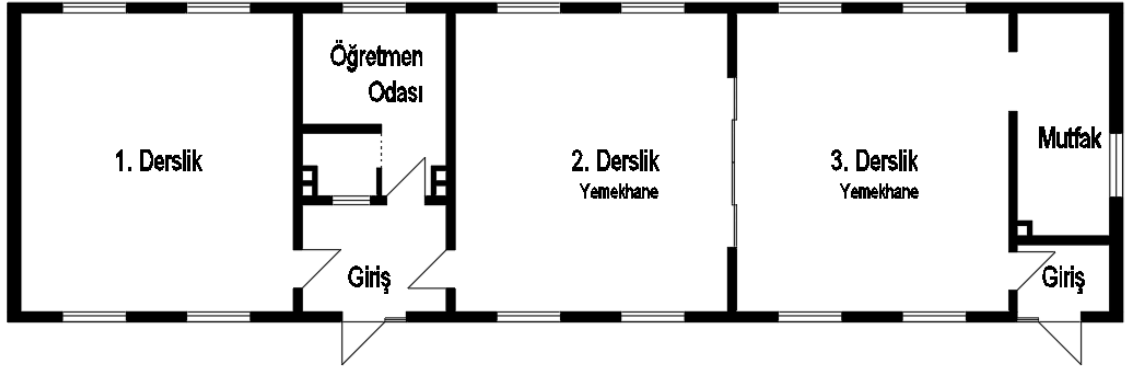 Öğretmen
Odası
1. Derslik
2. Derslik
Yemekhane
3. Derslik
Yemekhane
Mutfak
Giriş
Giriş